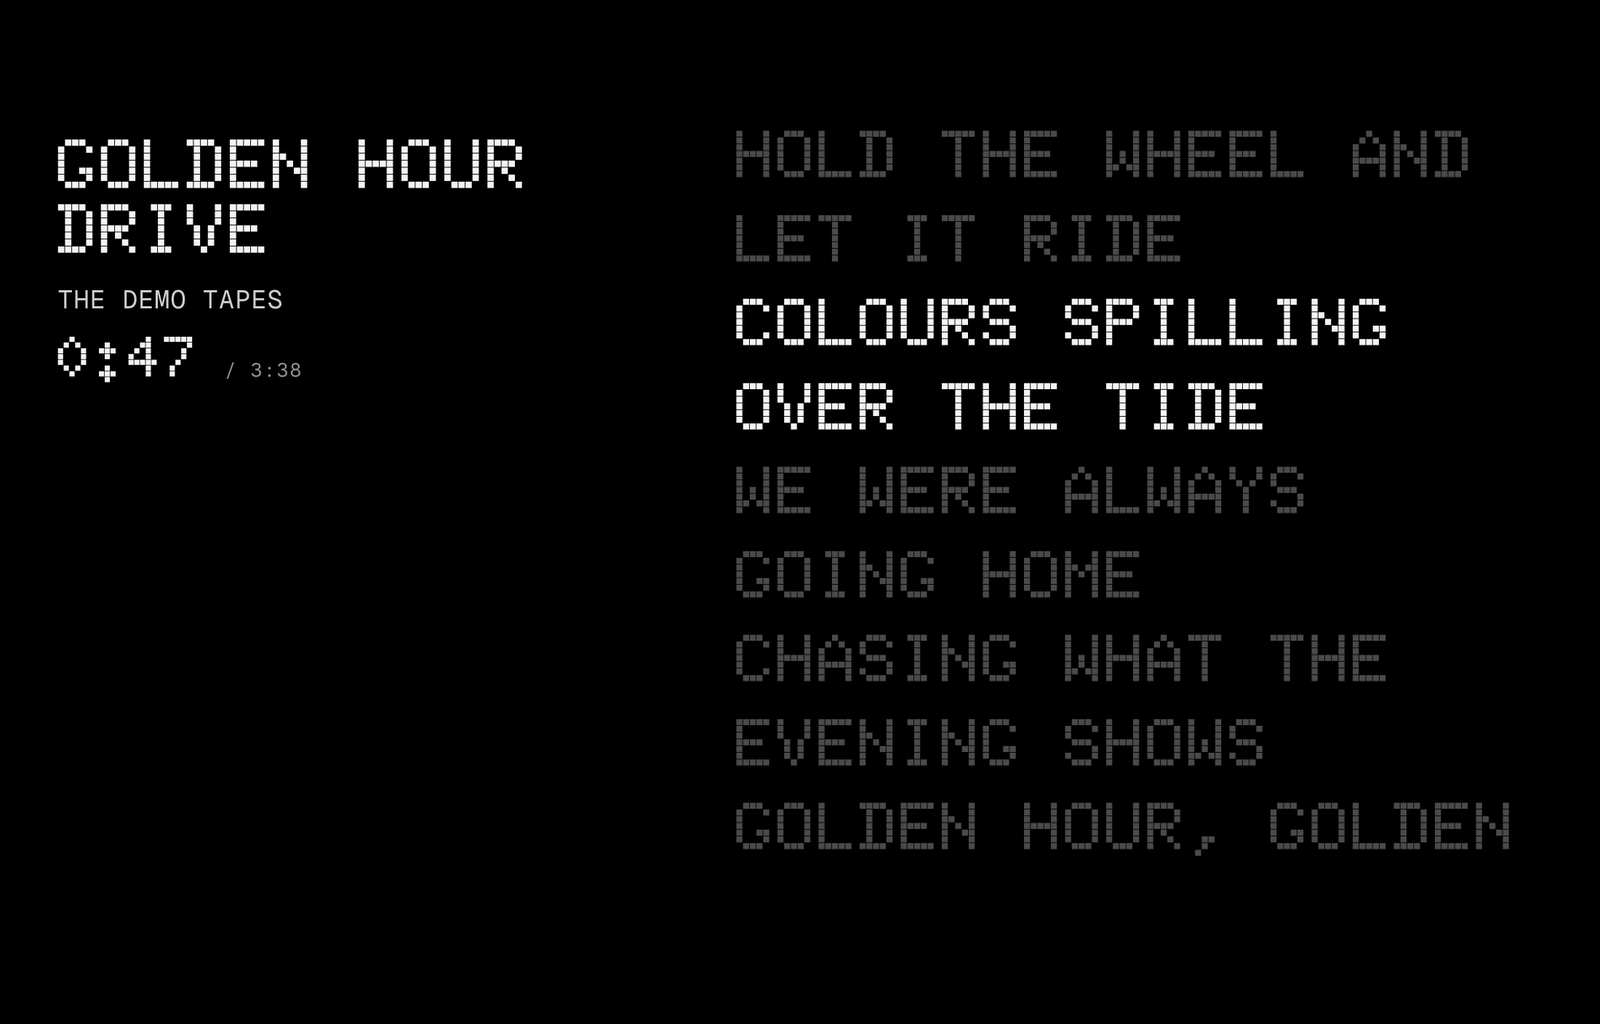 GOLDEN HOUR
DRIVE
THE DEMO TAPES
0:47 / 3:38
HOLD THE WHEEL AND
LET IT RIDE
COLOURS SPILLING
OVER THE TIDE
WE WERE ALWAYS
GOING HOME
CHASING WHAT THE
EVENING SHOWS
GOLDEN HOUR, GOLDEN